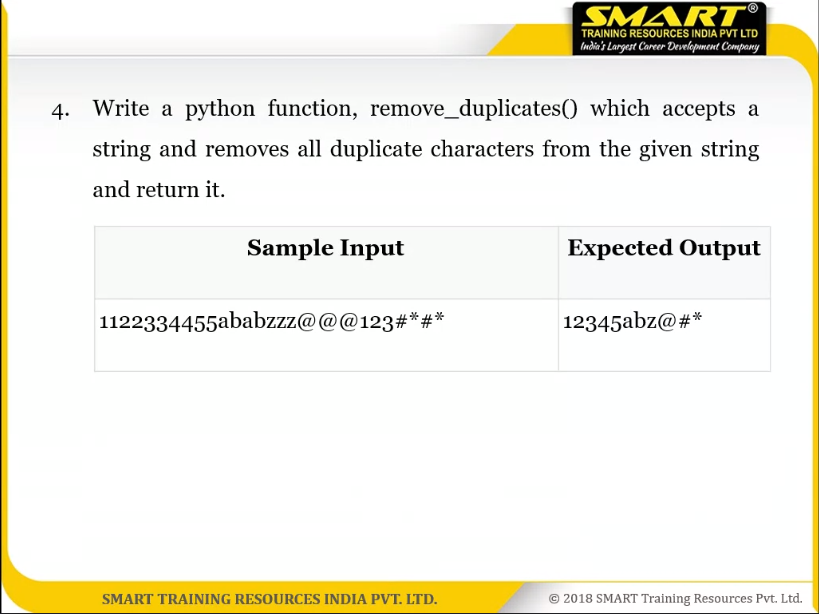 SMART®
TRAINING RESOURCES INDIA PVT LTD
India's Largest Career Development Company
4. Write a python function, remove_duplicates() which accepts a
string and removes all duplicate characters from the given string
and return it.
Sample Input Expected Output
1122334455ababzzz@@@123#*#* 12345abz@#*
SMART TRAINING RESOURCES INDIA PVT. LTD. © 2018 SMART Training Resources Pvt. Ltd.